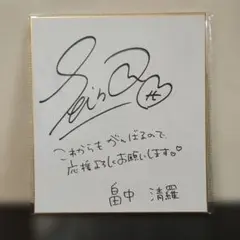 これからも がんばるので、
応援よろしくお願いします♡
畠中 清羅